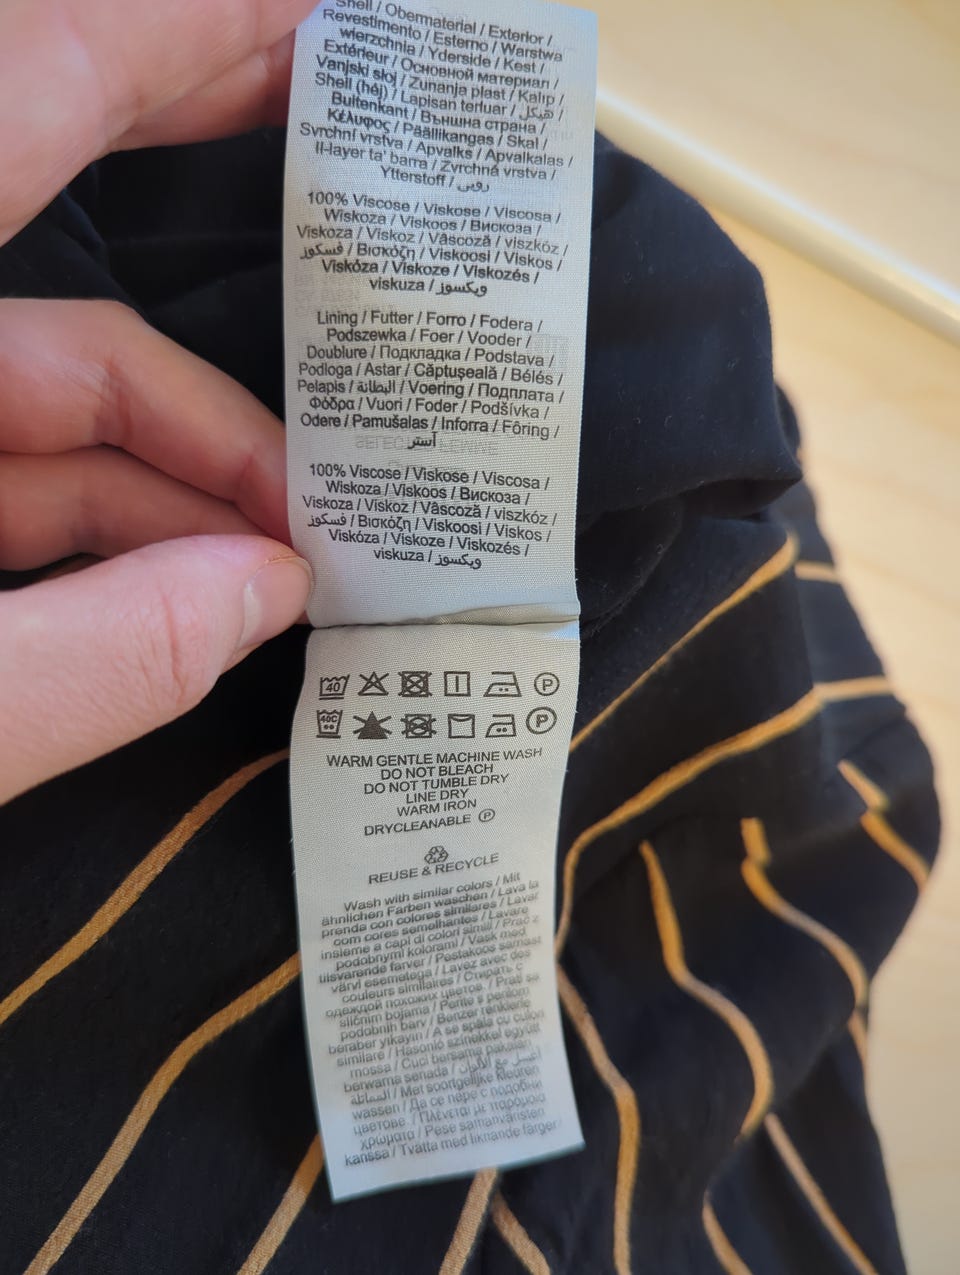 Shell / Obermaterial / Exterior /
Revestimento / Esterno / Warstwa
wierzchnia / Yderside / Kest /
Extérieur / Основной материал /
Vanjski sloj / Zunanja plast / Kalıp /
Shell (héj) / Lapisan terluar / هيكل /
Buitenkant / Външна страна /
Κέλυφος / Päällikangas / Skal /
Svrchní vrstva / Apvalks / Apvalkalas /
Il-layer ta' barra / Zvrchná vrstva /
Ytterstoff / رویی
100% Viscose / Viskose / Viscosa /
Wiskoza / Viskoos / Вискоза /
Viskoza / Viskoz / Vâscoză / viszkóz /
فسكوز / Βισκόζη / Viskoosi / Viskos /
Viskóza / Viskoze / Viskozés /
viskuza / ویکسوز
Lining / Futter / Forro / Fodera /
Podszewka / Foer / Vooder /
Doublure / Подкладка / Podstava /
Podloga / Astar / Căptușeală / Bélés /
Pelapis / البطانة / Voering / Подплата /
Φόδρα / Vuori / Foder / Podšívka /
Odere / Pamušalas / Inforra / Fôring /
آستر
100% Viscose / Viskose / Viscosa /
Wiskoza / Viskoos / Вискоза /
Viskoza / Viskoz / Vâscoză / viszkóz /
فسكوز / Βισκόζη / Viskoosi / Viskos /
Viskóza / Viskoze / Viskozés /
viskuza / ویکسوز
40 P
40C P
WARM GENTLE MACHINE WASH
DO NOT BLEACH
DO NOT TUMBLE DRY
LINE DRY
WARM IRON
DRYCLEANABLE P
REUSE & RECYCLE
Wash with similar colors / Mit
ähnlichen Farben waschen / Lava la
prenda con colores similares / Lavar
com cores semelhantes / Lavare
insieme a capi di colori simili / Prać z
podobnymi kolorami / Vask med
tilsvarende farver / Pestakoos samast
värvi esemetega / Lavez avec des
couleurs similaires / Стирать с
одеждой похожих цветов / Prati sa
sličnim bojama / Perite s perilom
podobnih barv / Benzer renklerle
beraber yıkayın / A se spăla cu culori
similare / Hasonló színekkel együtt
mossa / Cuci bersama pakaian
berwarna senada / اغسل مع الألوان
المماثلة / Met soortgelijke kleuren
wassen / Да се пере с подобни
цветове / Πλένεται με παρόμοια
χρώματα / Pese samanväristen
kanssa / Tvätta med liknande färger